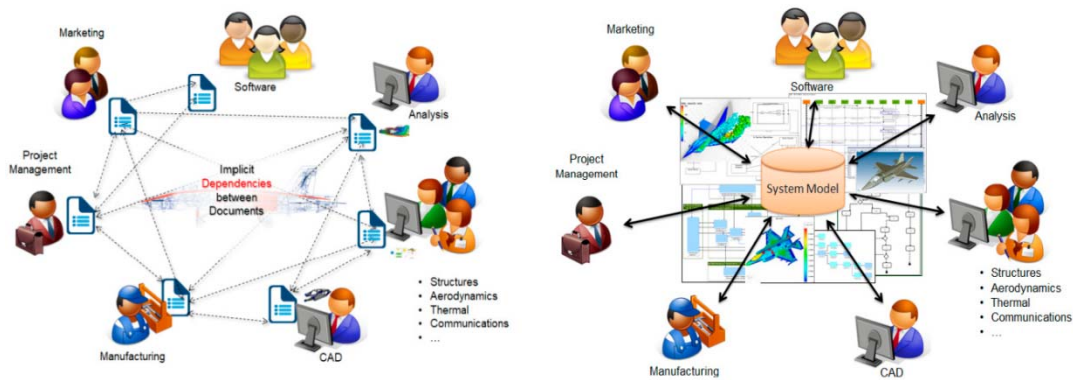 Marketing
Software
Analysis
Project
Management
Implicit
Dependencies
between
Documents
• Structures
• Aerodynamics
• Thermal
• Communications
• ...
Manufacturing
CAD
Marketing
Software
Analysis
Project
Management
System Model
• Structures
• Aerodynamics
• Thermal
• Communications
• ...
Manufacturing
CAD